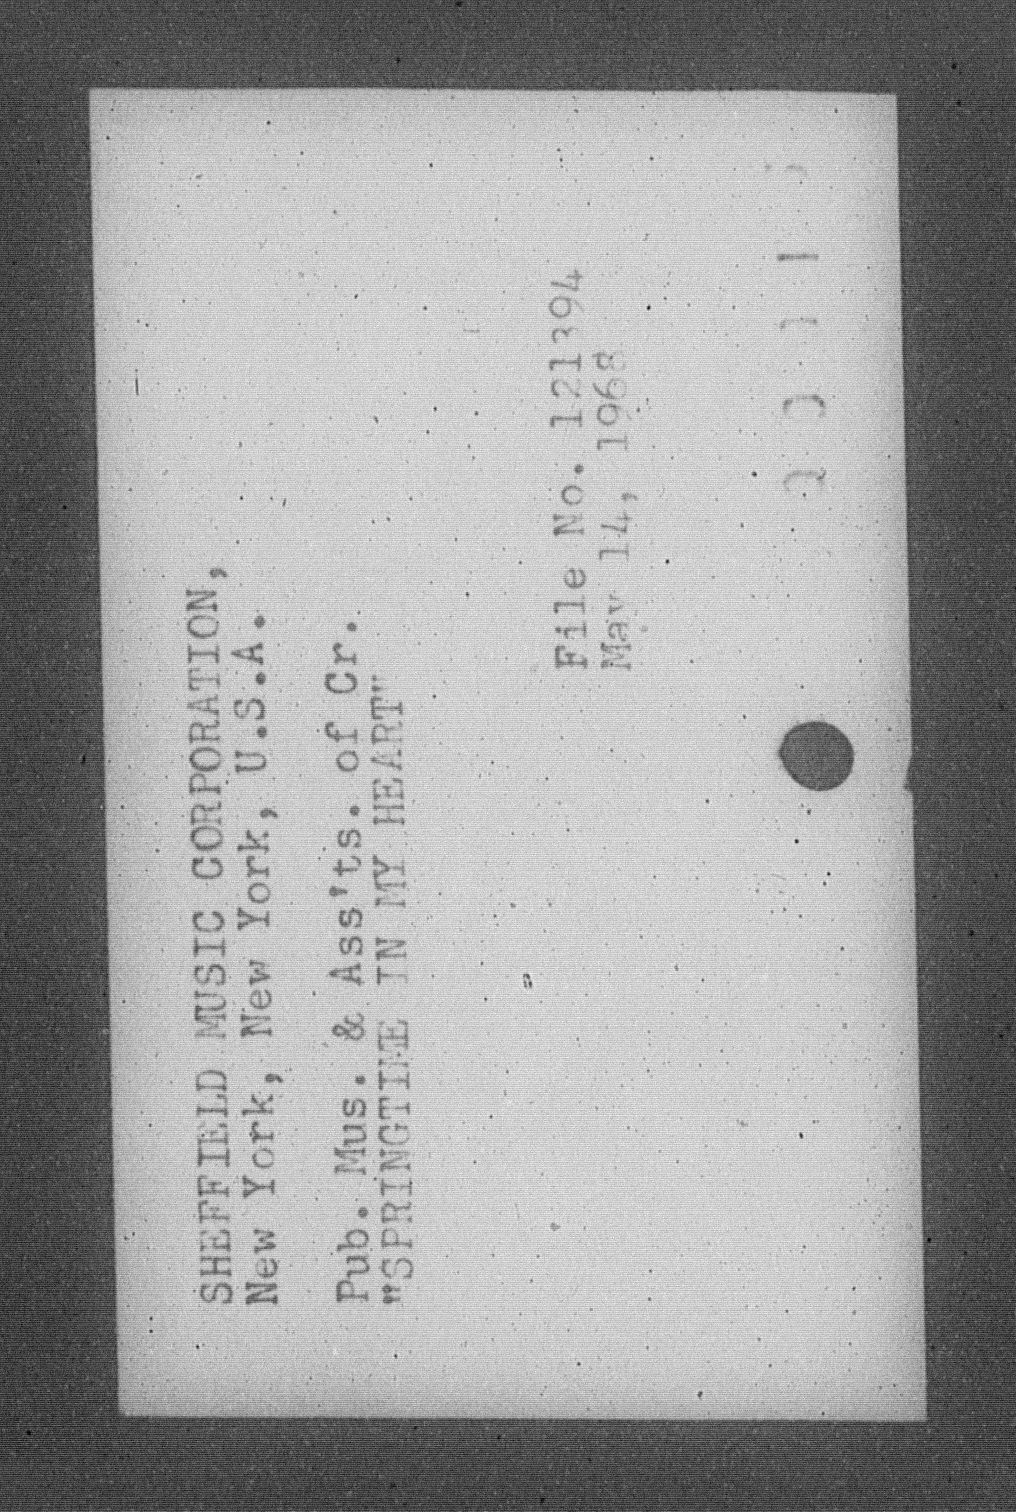 SHEFFIELD MUSIC CORPORATION,
New York, New York, U.S.A.
Pub. Mus. & Ass'ts. of Cr.
"SPRINGTIME IN MY HEART"
File No. 121394
May 14, 1968